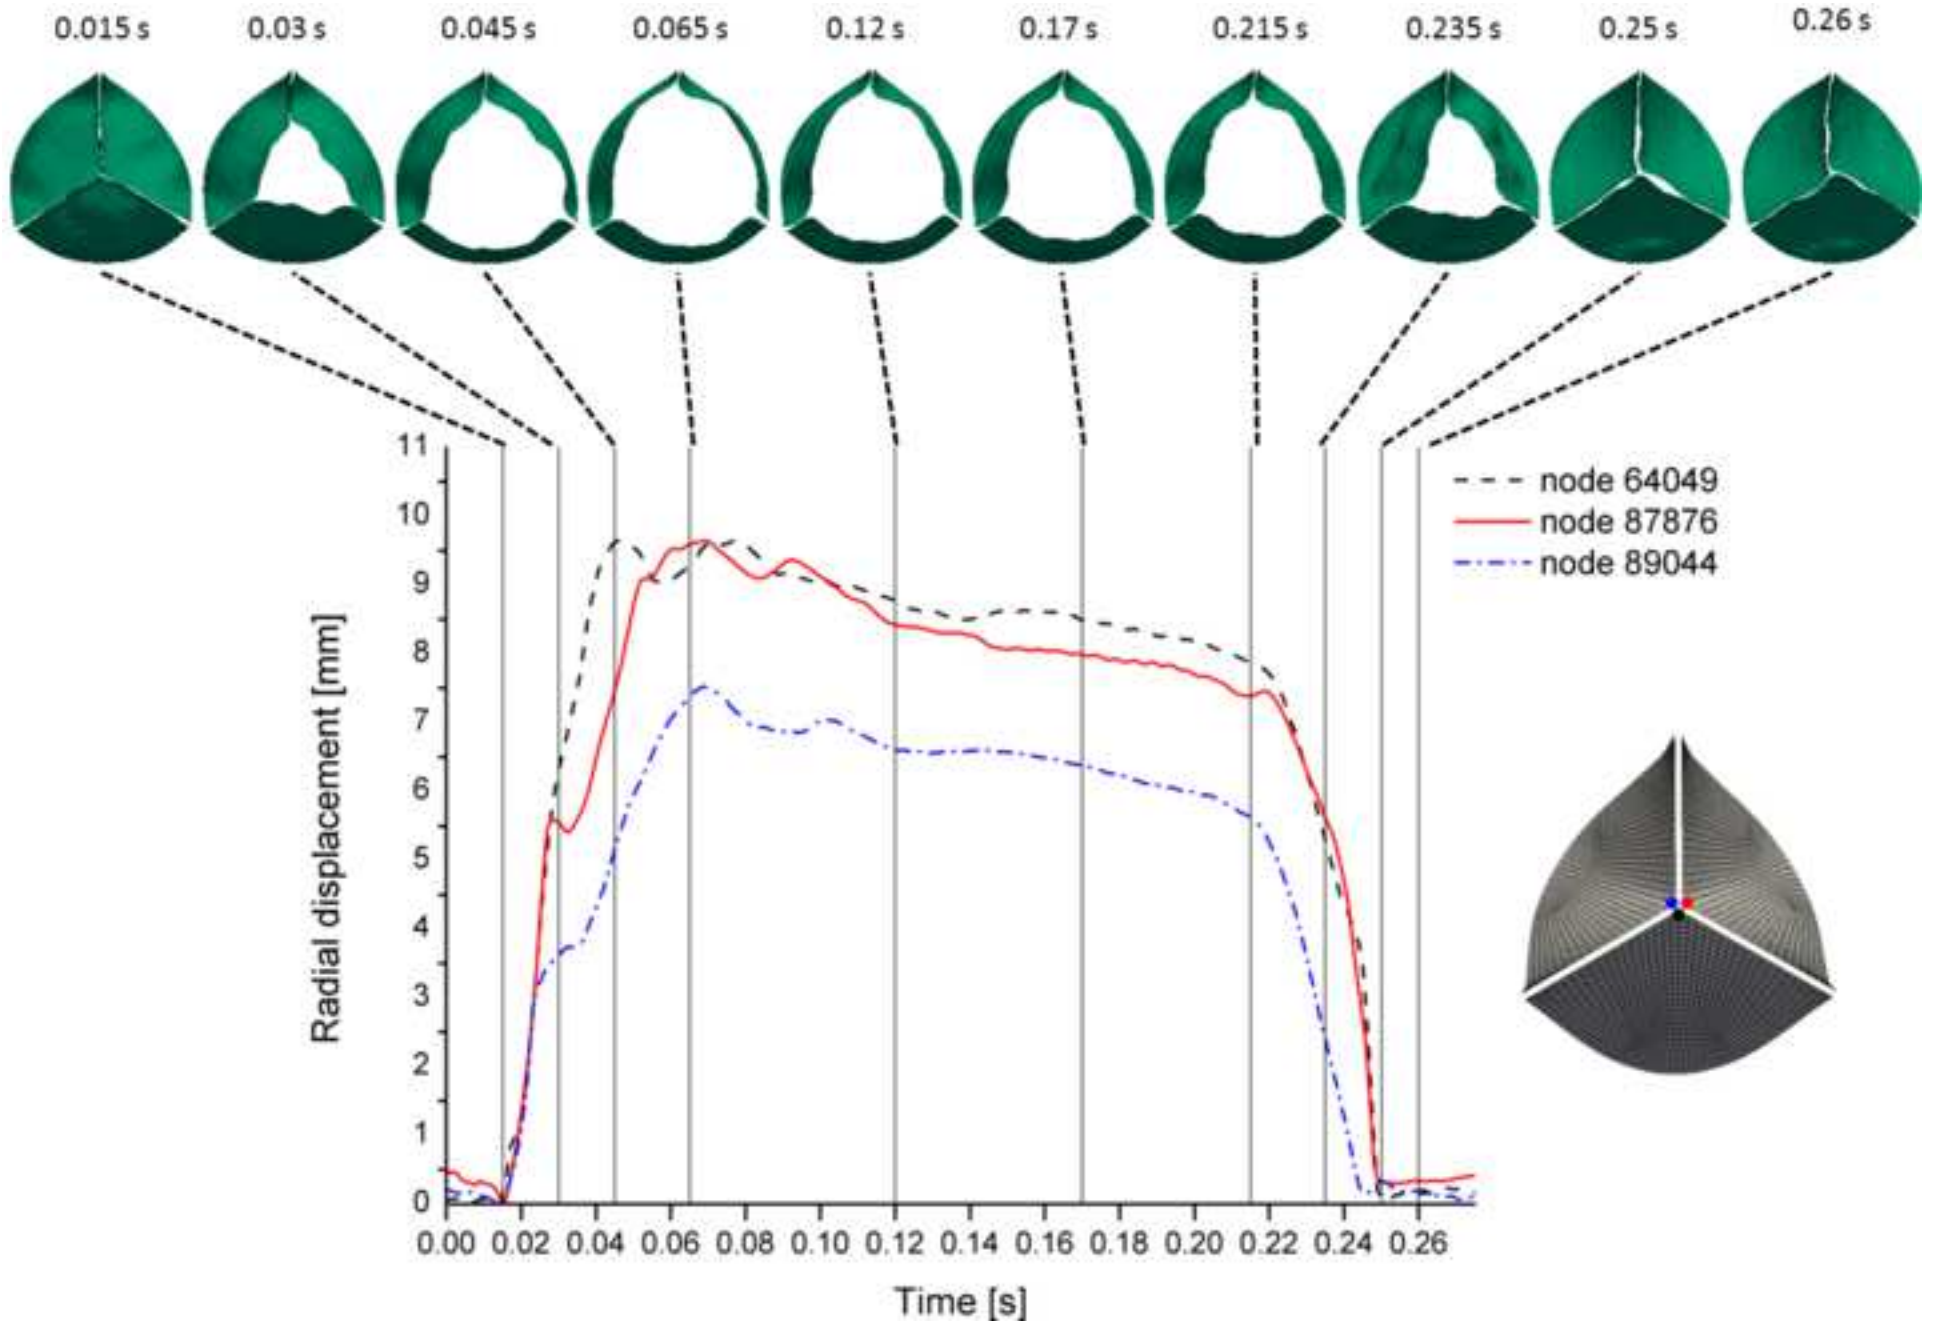 0.015 s 0.03 s 0.045 s 0.065 s 0.12 s 0.17 s 0.215 s 0.235 s 0.25 s 0.26 s
11
10
9
8
7
6
5
4
3
2
1
0
Radial displacement [mm]
node 64049
node 87876
node 89044
0.00 0.02 0.04 0.06 0.08 0.10 0.12 0.14 0.16 0.18 0.20 0.22 0.24 0.26
Time [s]